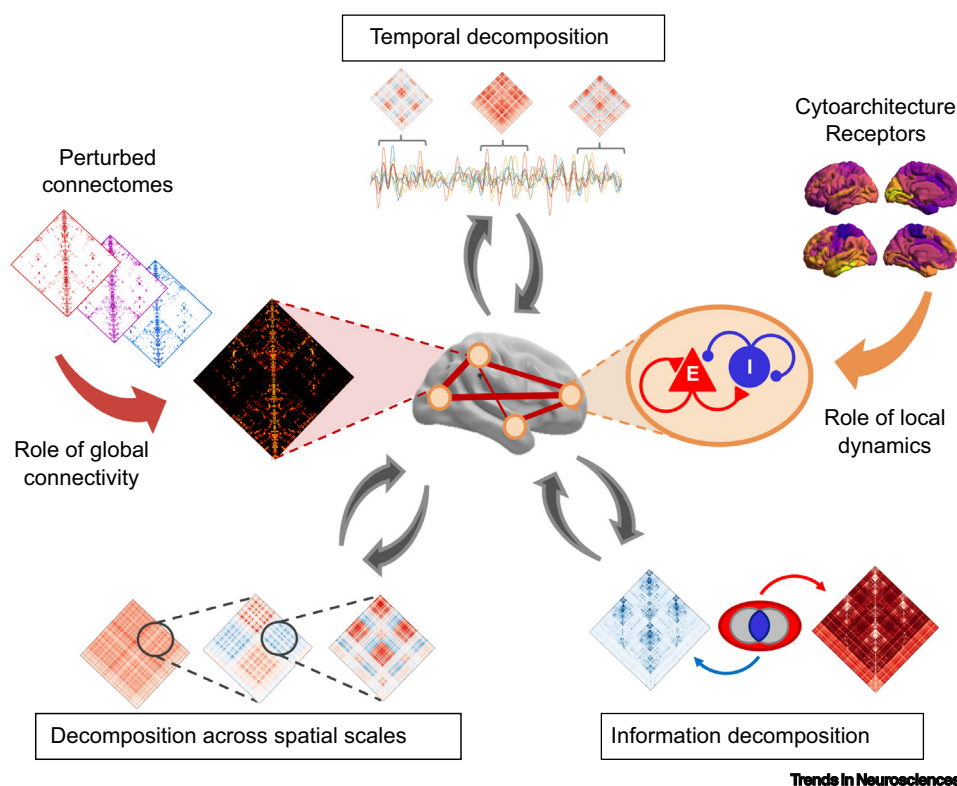 Temporal decomposition
Cytoarchitecture
Receptors
Perturbed
connectomes
E
I
Role of global
connectivity
Role of local
dynamics
Decomposition across spatial scales
Information decomposition
Trends in Neurosciences